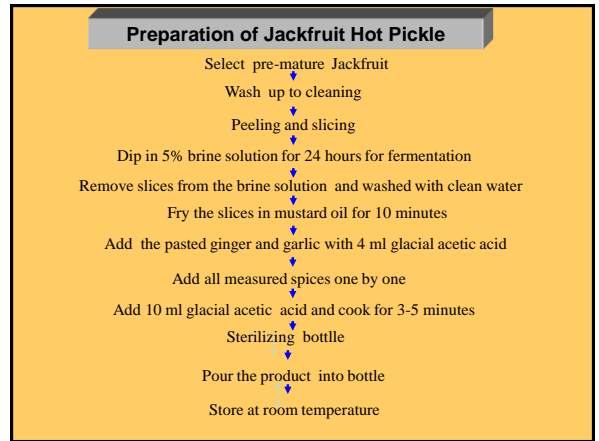 Preparation of Jackfruit Hot Pickle
Select pre-mature Jackfruit
Wash up to cleaning
Peeling and slicing
Dip in 5% brine solution for 24 hours for fermentation
Remove slices from the brine solution and washed with clean water
Fry the slices in mustard oil for 10 minutes
Add the pasted ginger and garlic with 4 ml glacial acetic acid
Add all measured spices one by one
Add 10 ml glacial acetic acid and cook for 3-5 minutes
Sterilizing bottlle
Pour the product into bottle
Store at room temperature